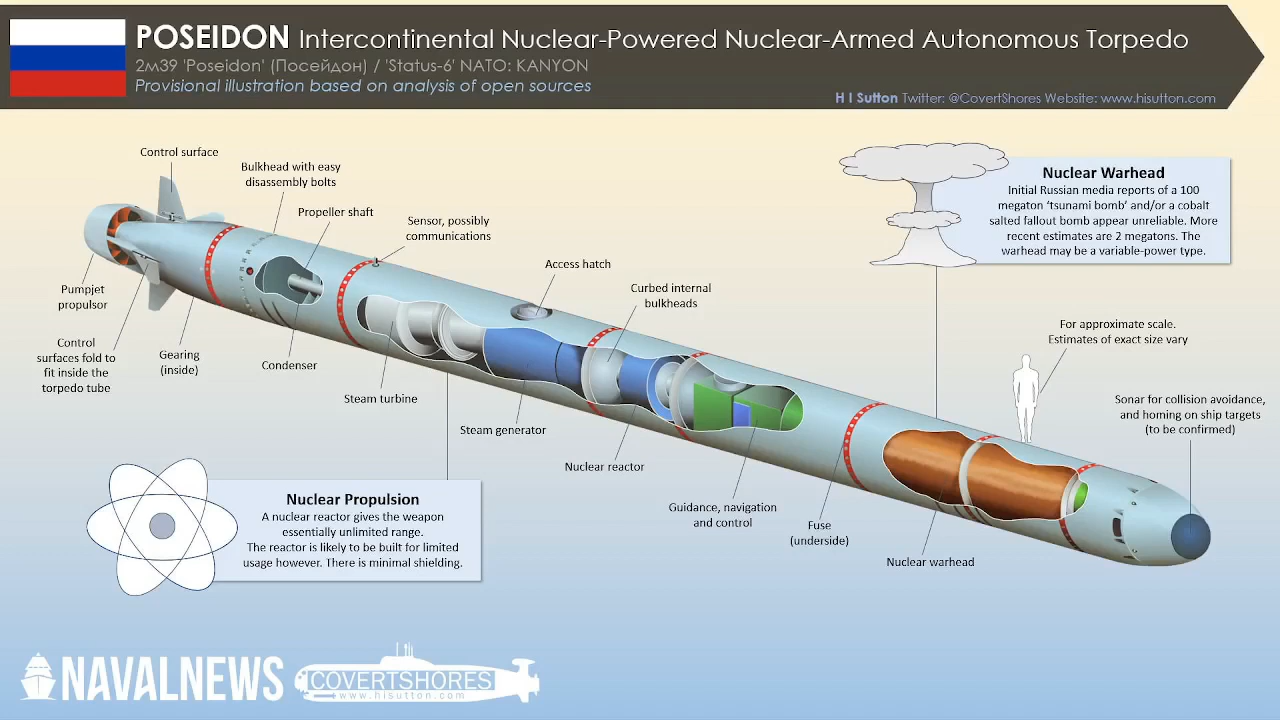 POSEIDON Intercontinental Nuclear-Powered Nuclear-Armed Autonomous Torpedo
2м39 'Poseidon' (Посейдон) / 'Status-6' NATO: KANYON
Provisional illustration based on analysis of open sources
H I Sutton Twitter: @CovertShores Website: www.hisutton.com
Control surface
Bulkhead with easy
disassembly bolts
Propeller shaft
Sensor, possibly
communications
Access hatch
Curbed internal
bulkheads
Nuclear Warhead
Initial Russian media reports of a 100
megaton ‘tsunami bomb’ and/or a cobalt
salted fallout bomb appear unreliable. More
recent estimates are 2 megatons. The
warhead may be a variable-power type.
For approximate scale.
Estimates of exact size vary
Sonar for collision avoidance,
and homing on ship targets
(to be confirmed)
Pumpjet
propulsor
Control
surfaces fold to
fit inside the
torpedo tube
Gearing
(inside)
Condenser
Steam turbine
Steam generator
Nuclear reactor
Guidance, navigation
and control
Fuse
(underside)
Nuclear warhead
Nuclear Propulsion
A nuclear reactor gives the weapon
essentially unlimited range.
The reactor is likely to be built for limited
usage however. There is minimal shielding.
NAVALNEWS
COVERTSHORES
www.hisutton.com